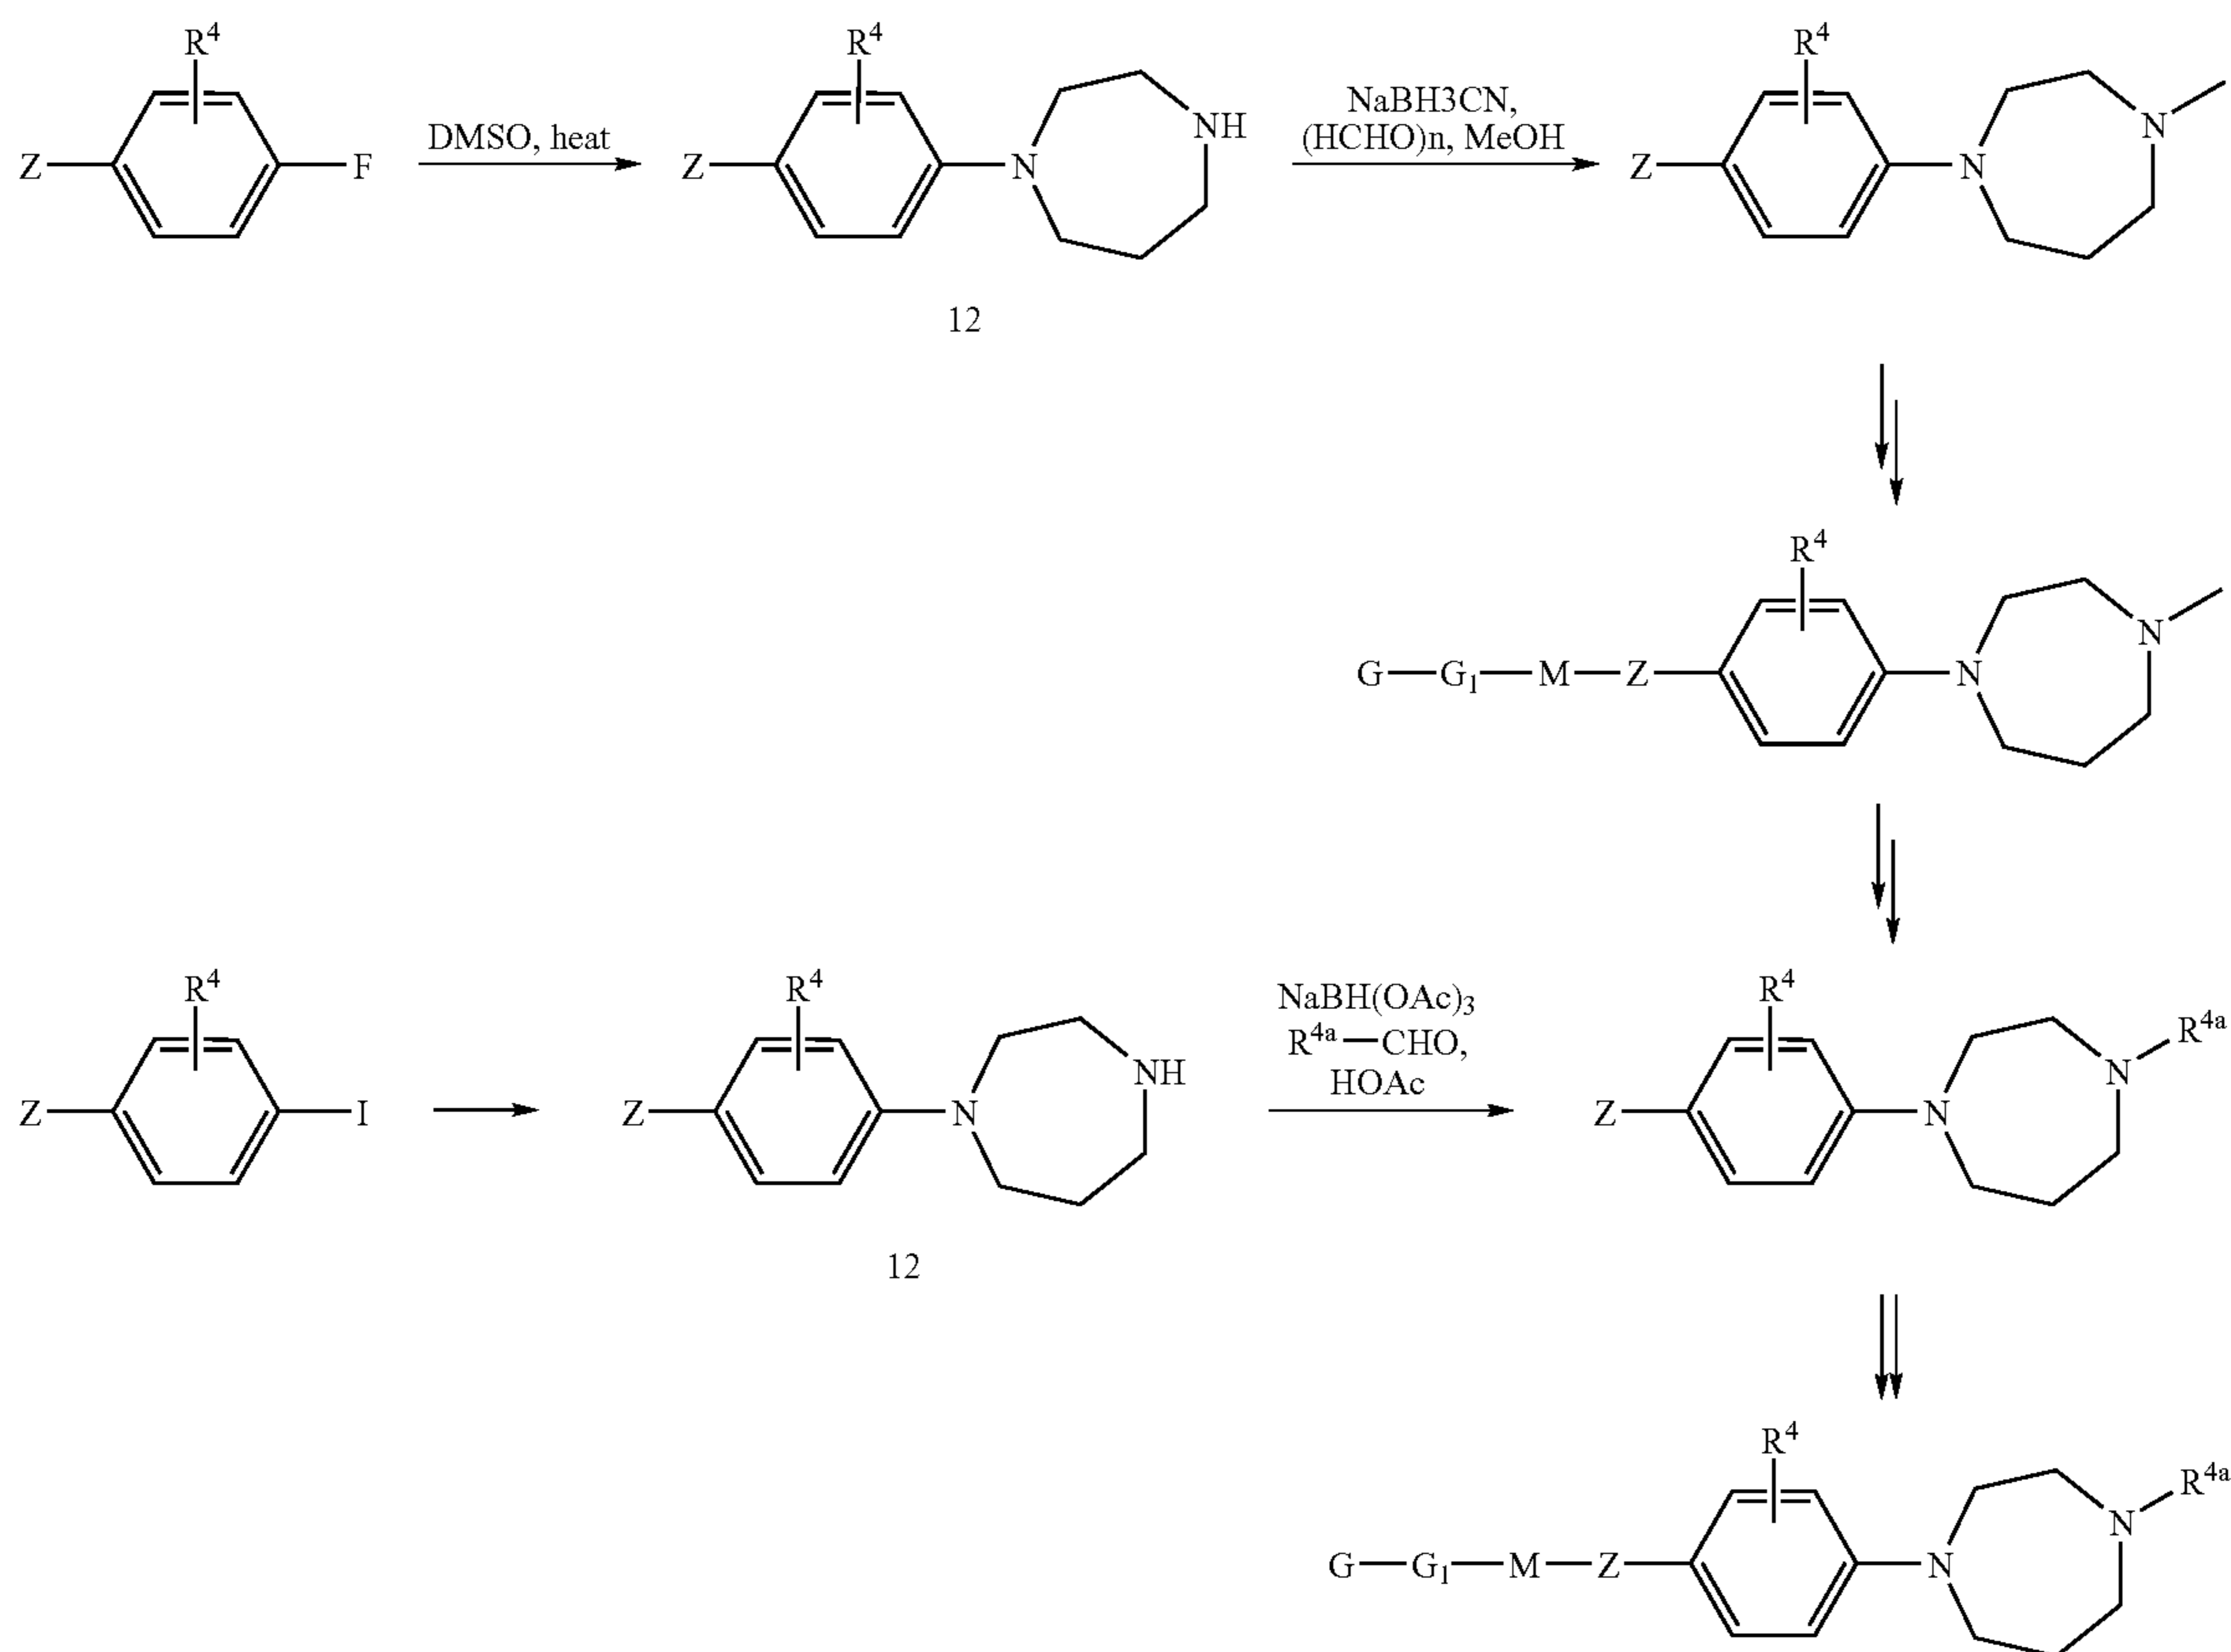 R⁴ R⁴ R⁴
Z F DMSO, heat Z N NH NaBH3CN,
(HCHO)n, MeOH Z N N
12
R⁴
G G₁ M Z N N
R⁴ R⁴ R⁴
Z I Z N NH NaBH(OAc)₃
R⁴ᵃ—CHO,
HOAc Z N N R⁴ᵃ
12
R⁴
G G₁ M Z N N R⁴ᵃ